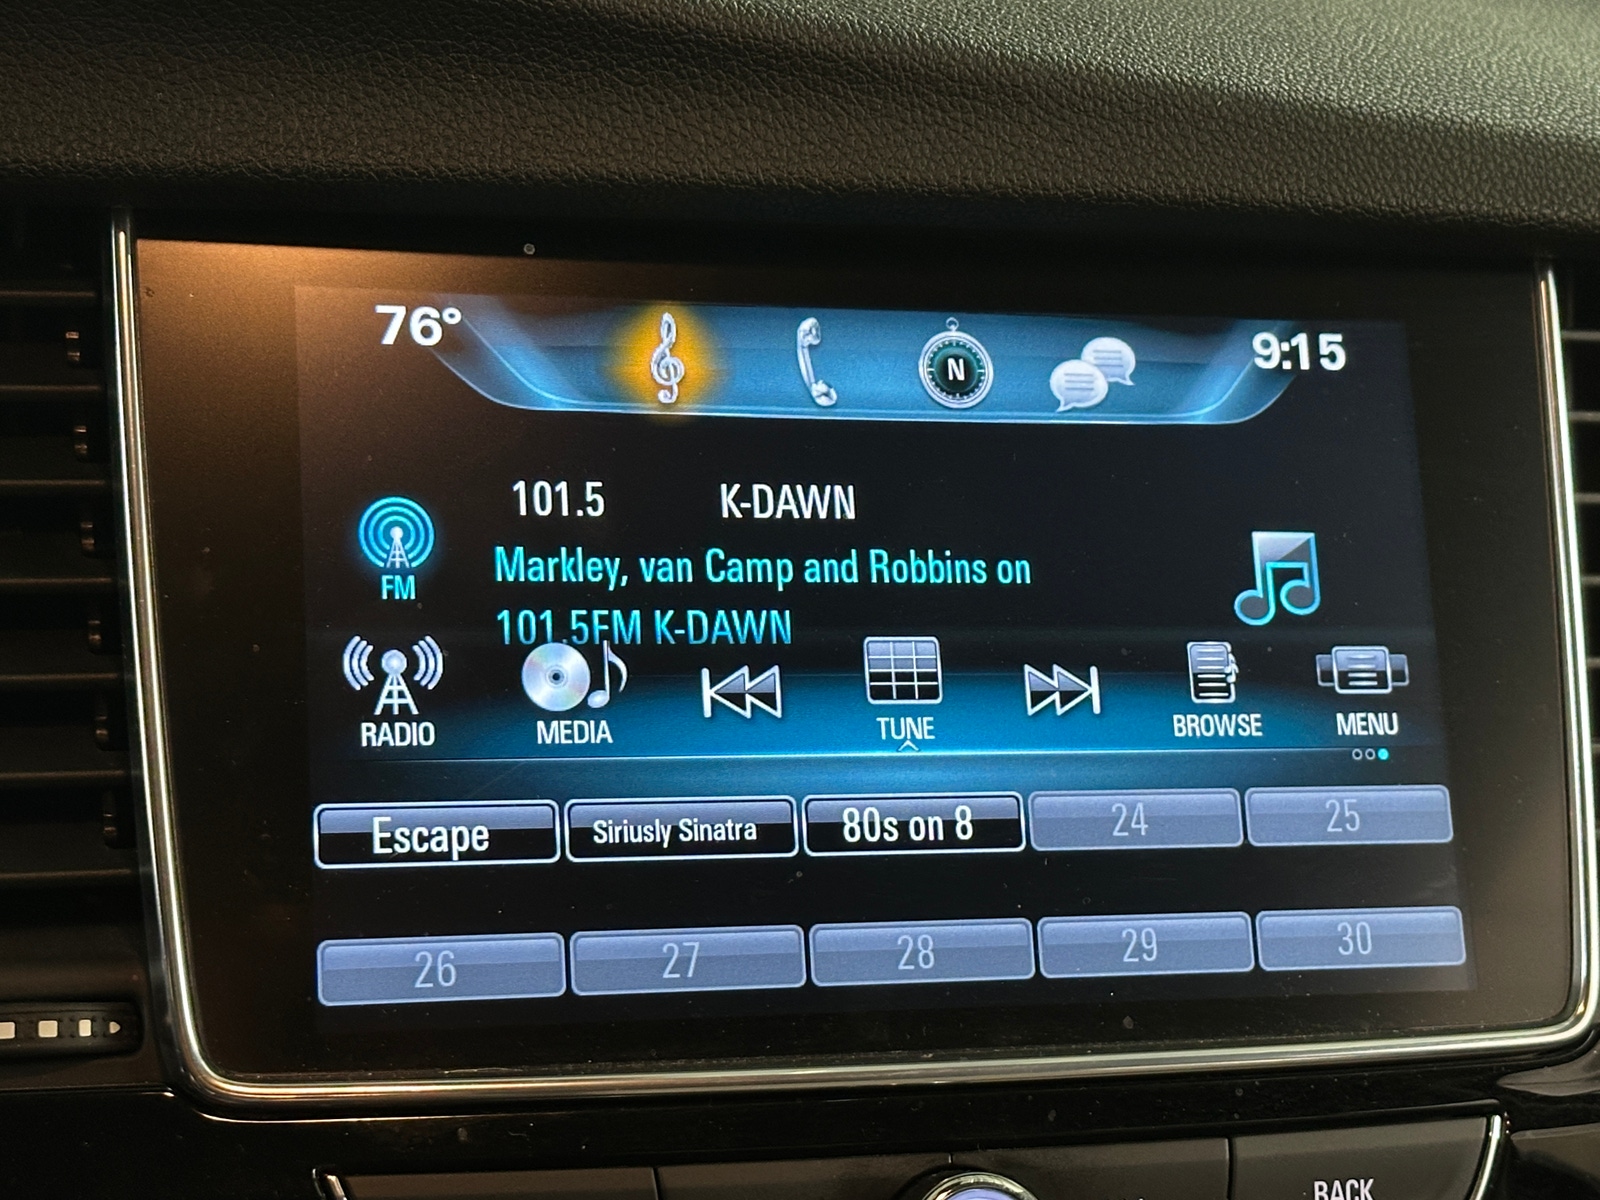 76° 9:15
N
101.5 K-DAWN
FM
Markley, van Camp and Robbins on
101.5FM K-DAWN
RADIO MEDIA TUNE BROWSE MENU
Escape Siriusly Sinatra 80s on 8 24 25
26 27 28 29 30
BACK